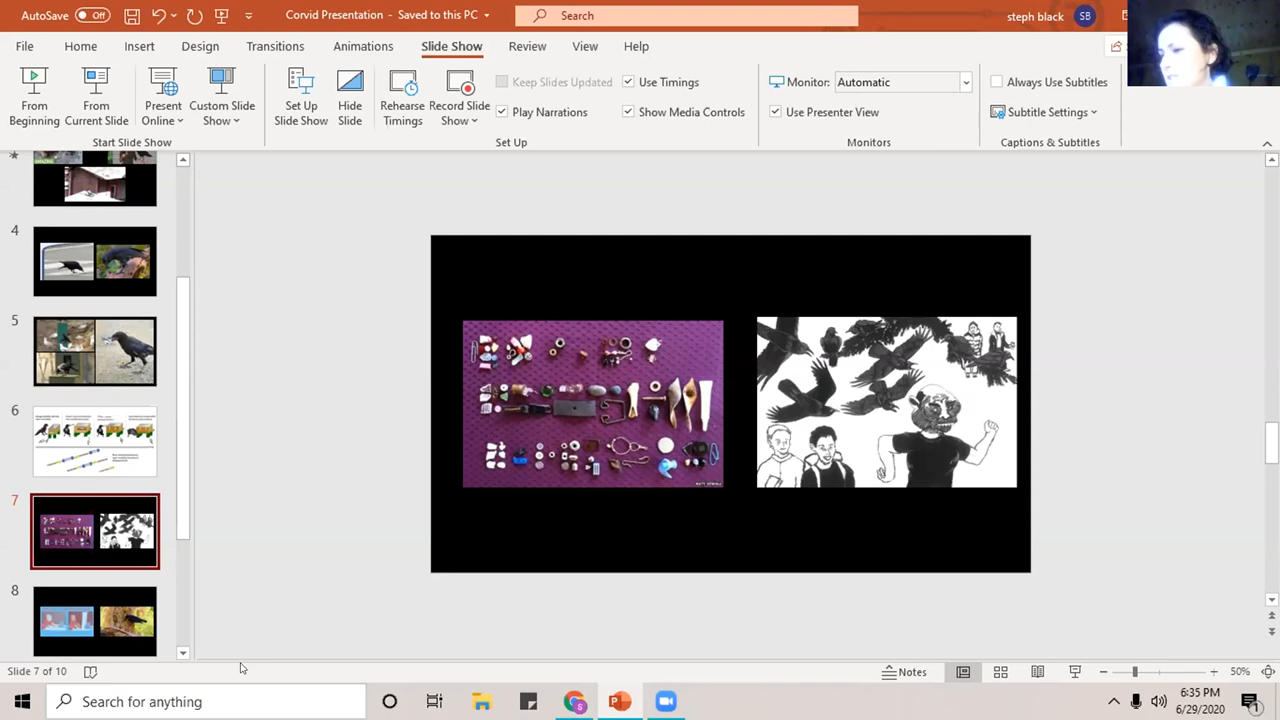 AutoSave Off
Corvid Presentation - Saved to this PC
Search
steph black SB
File Home Insert Design Transitions Animations Slide Show Review View Help
From Beginning
From Current Slide
Present Online
Custom Slide Show
Start Slide Show
Set Up Slide Show
Hide Slide
Rehearse Timings
Record Slide Show
Keep Slides Updated
Play Narrations
Use Timings
Show Media Controls
Set Up
Monitor: Automatic
Use Presenter View
Monitors
Always Use Subtitles
Subtitle Settings
Captions & Subtitles
4
5
6
7
8
Slide 7 of 10
Notes
50%
Search for anything
6:35 PM
6/29/2020
1